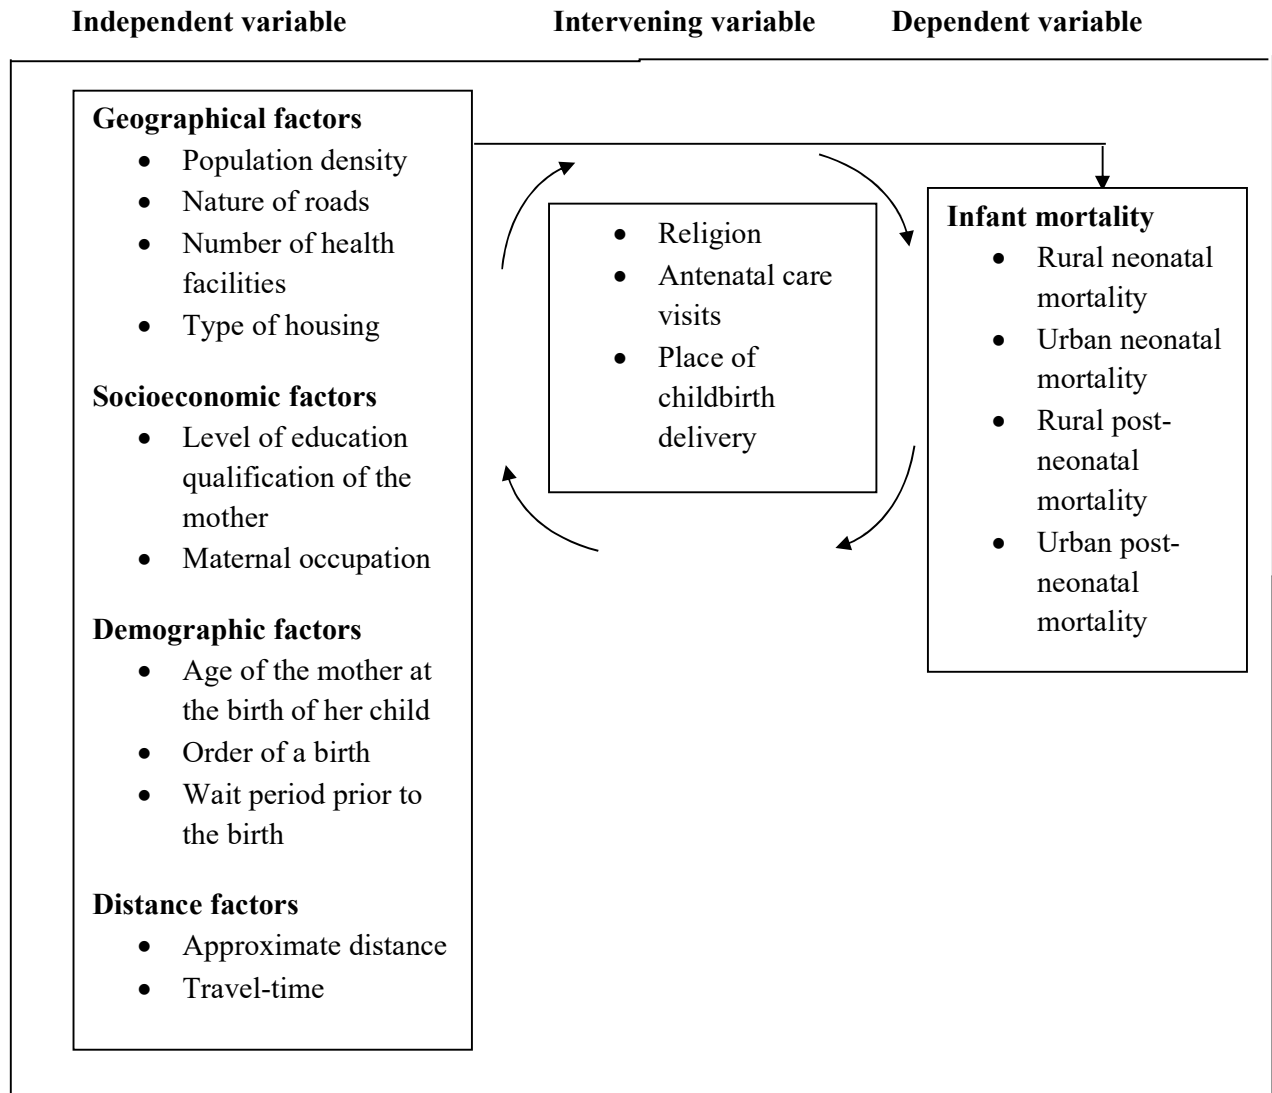 Independent variable
Intervening variable
Dependent variable
Geographical factors
• Population density
• Nature of roads
• Number of health
facilities
• Type of housing
Socioeconomic factors
• Level of education
qualification of the
mother
• Maternal occupation
Demographic factors
• Age of the mother at
the birth of her child
• Order of a birth
• Wait period prior to
the birth
Distance factors
• Approximate distance
• Travel-time
• Religion
• Antenatal care
visits
• Place of
childbirth
delivery
Infant mortality
• Rural neonatal
mortality
• Urban neonatal
mortality
• Rural post-
neonatal
mortality
• Urban post-
neonatal
mortality